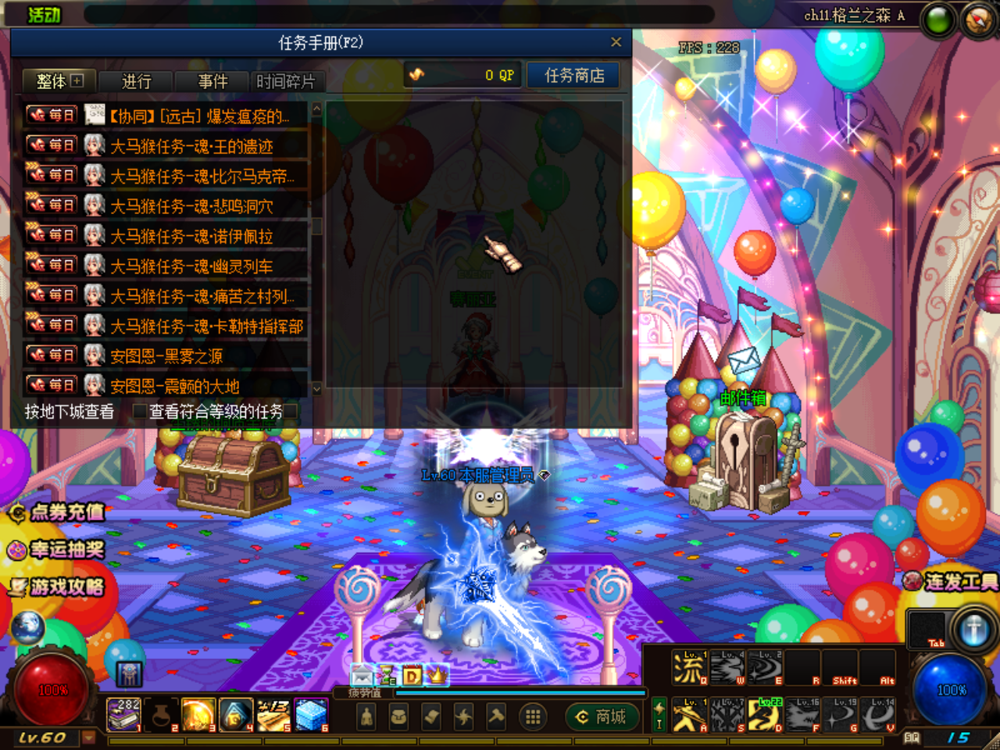 活动
ch11.格兰之森 A
任务手册(F2)
FPS : 228
整体 进行 事件 时间碎片
0 QP 任务商店
每日 【协同】[远古] 爆发瘟疫的...
每日 大马猴任务-魂·王的遗迹
每日 大马猴任务-魂·比尔马克帝...
每日 大马猴任务-魂·悲鸣洞穴
每日 大马猴任务-魂·诺伊佩拉
每日 大马猴任务-魂·幽灵列车
每日 大马猴任务-魂·痛苦之村列...
每日 大马猴任务-魂·卡勒特指挥部
每日 安图恩-黑雾之源
每日 安图恩-震颤的大地
按地下城查看 查看符合等级的任务
赛丽亚
邮件箱
Lv.60 本服管理员
点券充值
幸运抽奖
游戏攻略
连发工具
Tab
100%
100%
疲劳值
282
1 2 3 4 5 6
商城
Lv.1 Lv.4 Lv.2
流
Q W E R Shift Alt
Lv.1 Lv.17 Lv.22 Lv.16 Lv.19 Lv.14
A S D F G V
Lv.60
SP 15